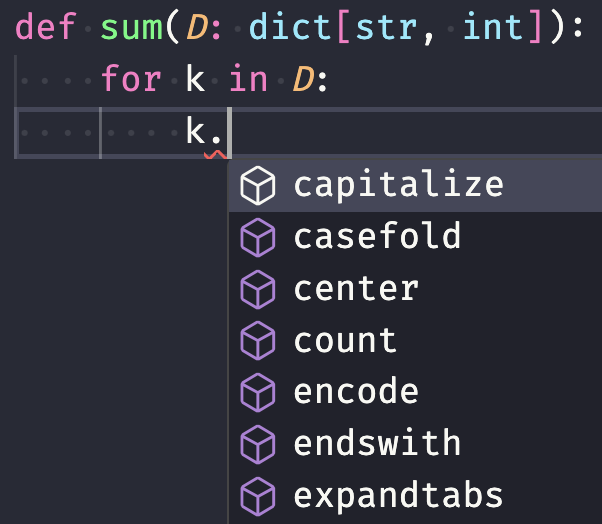 def sum(D: dict[str, int]):
    for k in D:
        k.
capitalize
casefold
center
count
encode
endswith
expandtabs